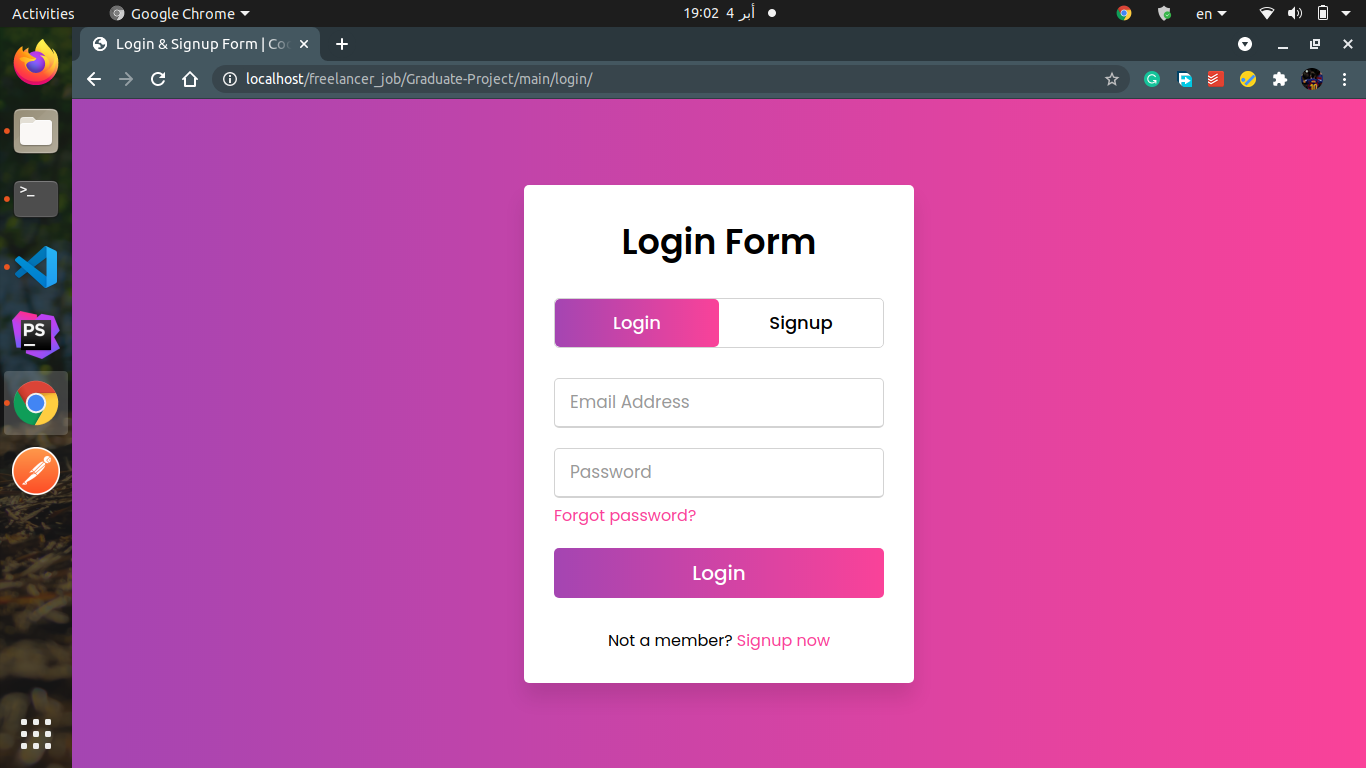 Activities
Google Chrome
19:02 4 أبر
en
Login & Signup Form | Co
localhost/freelancer_job/Graduate-Project/main/login/
>_
PS
10
Login Form
Login
Signup
Email Address
Password
Forgot password?
Login
Not a member? Signup now